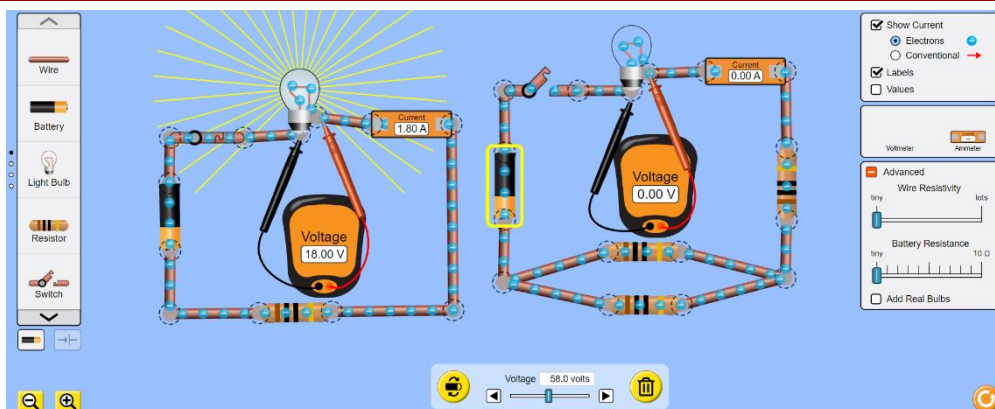 Wire
Battery
Light Bulb
Resistor
Switch
Current
1.80 A
Voltage
18.00 V
Current
0.00 A
Voltage
0.00 V
Voltage 58.0 volts
Show Current
Electrons
Conventional
Labels
Values
Voltmeter Ammeter
Advanced
Wire Resistivity
tiny lots
Battery Resistance
tiny 10 Ω
Add Real Bulbs